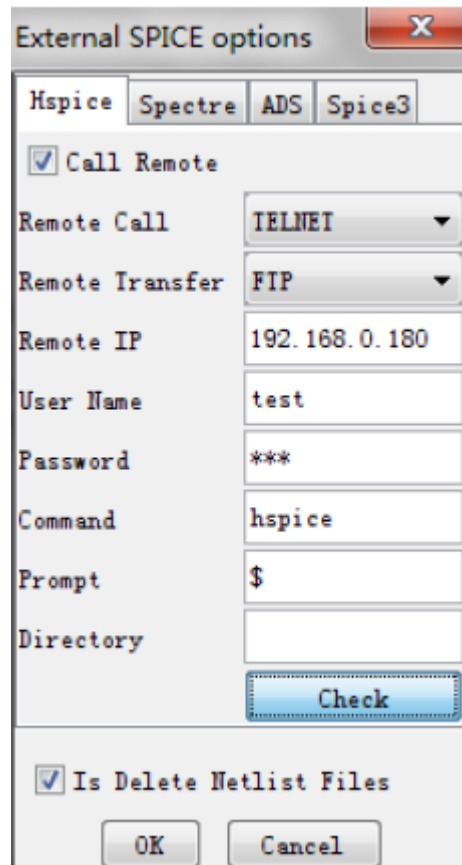 External SPICE options
Hspice Spectre ADS Spice3
Call Remote
Remote Call TELNET
Remote Transfer FTP
Remote IP 192.168.0.180
User Name test
Password ***
Command hspice
Prompt $
Directory
Check
Is Delete Netlist Files
OK Cancel